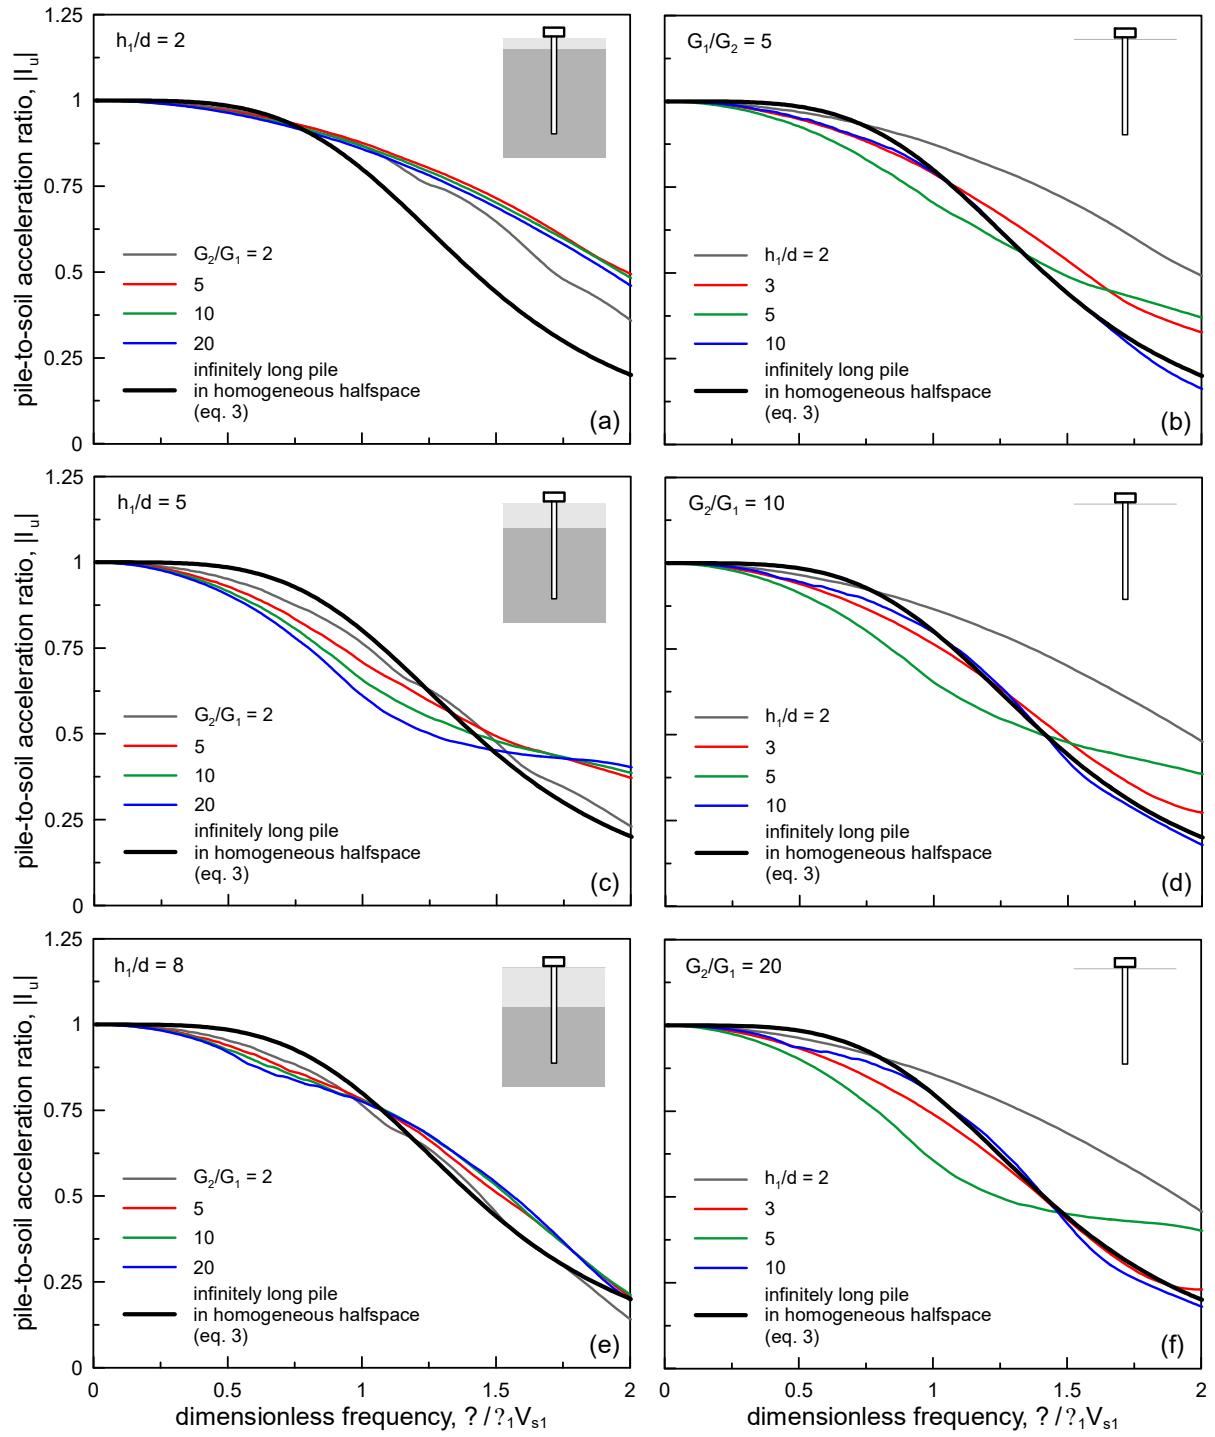 1.25
1
0.75
0.5
0.25
0
pile-to-soil acceleration ratio, |I_u|
h₁/d = 2
G₂/G₁ = 2
5
10
20
infinitely long pile
in homogeneous halfspace
(eq. 3)
(a)
G₁/G₂ = 5
h₁/d = 2
3
5
10
infinitely long pile
in homogeneous halfspace
(eq. 3)
(b)
1.25
1
0.75
0.5
0.25
0
pile-to-soil acceleration ratio, |I_u|
h₁/d = 5
G₂/G₁ = 2
5
10
20
infinitely long pile
in homogeneous halfspace
(eq. 3)
(c)
G₂/G₁ = 10
h₁/d = 2
3
5
10
infinitely long pile
in homogeneous halfspace
(eq. 3)
(d)
1.25
1
0.75
0.5
0.25
0
pile-to-soil acceleration ratio, |I_u|
h₁/d = 8
G₂/G₁ = 2
5
10
20
infinitely long pile
in homogeneous halfspace
(eq. 3)
(e)
0 0.5 1 1.5 2
dimensionless frequency, ? / ?₁Vₛ₁
G₂/G₁ = 20
h₁/d = 2
3
5
10
infinitely long pile
in homogeneous halfspace
(eq. 3)
(f)
0 0.5 1 1.5 2
dimensionless frequency, ? / ?₁Vₛ₁